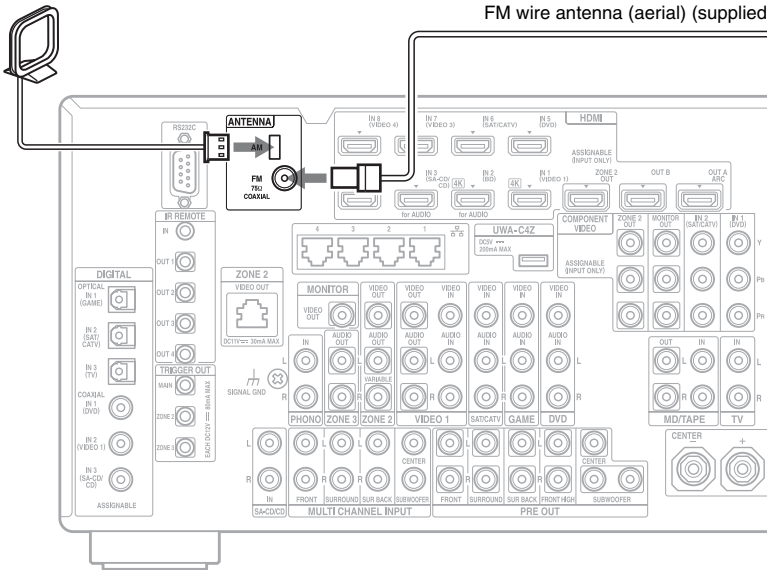 FM wire antenna (aerial) (supplied
RS232C
ANTENNA
AM
FM
75Ω
COAXIAL
IN 8
(VIDEO 4)
IN 7
(VIDEO 3)
IN 6
(SAT/CATV)
IN 5
(DVD)
HDMI
ASSIGNABLE
(INPUT ONLY)
IN 3
(SA-CD/
CD)
4K
IN 2
(BD)
4K
IN 1
(VIDEO 1)
ZONE 2
OUT
OUT B
OUT A
ARC
for AUDIO
for AUDIO
IR REMOTE
IN
OUT 1
OUT 2
OUT 3
OUT 4
4
3
2
1
UWA-C4Z
DC5V
200mA MAX
COMPONENT
VIDEO
ASSIGNABLE
(INPUT ONLY)
ZONE 2
OUT
MONITOR
OUT
IN 2
(SAT/CATV)
IN 1
(DVD)
Y
PB
PR
DIGITAL
OPTICAL
IN 1
(GAME)
IN 2
(SAT/
CATV)
IN 3
(TV)
COAXIAL
IN 1
(DVD)
IN 2
(VIDEO 1)
IN 3
(SA-CD/
CD)
ASSIGNABLE
ZONE 2
VIDEO OUT
DC11V 30mA MAX
TRIGGER OUT
MAIN
ZONE 2
ZONE 3
EACH DC12V 80mA MAX
SIGNAL GND
MONITOR
VIDEO
OUT
VIDEO
OUT
VIDEO
OUT
VIDEO
IN
VIDEO
IN
VIDEO
IN
VIDEO
IN
IN
AUDIO
OUT
AUDIO
OUT
AUDIO
OUT
AUDIO
IN
AUDIO
IN
AUDIO
IN
AUDIO
IN
VARIABLE
L
R
L
R
L
R
L
R
PHONO
ZONE 3
ZONE 2
VIDEO 1
SAT/CATV
GAME
DVD
OUT
IN
IN
L
R
L
R
MD/TAPE
TV
L
R
IN
SA-CD/CD
L
R
FRONT
SURROUND
SUR BACK
CENTER
SUBWOOFER
MULTI CHANNEL INPUT
L
R
FRONT
SURROUND
SUR BACK
FRONT HIGH
CENTER
SUBWOOFER
PRE OUT
CENTER
−
+